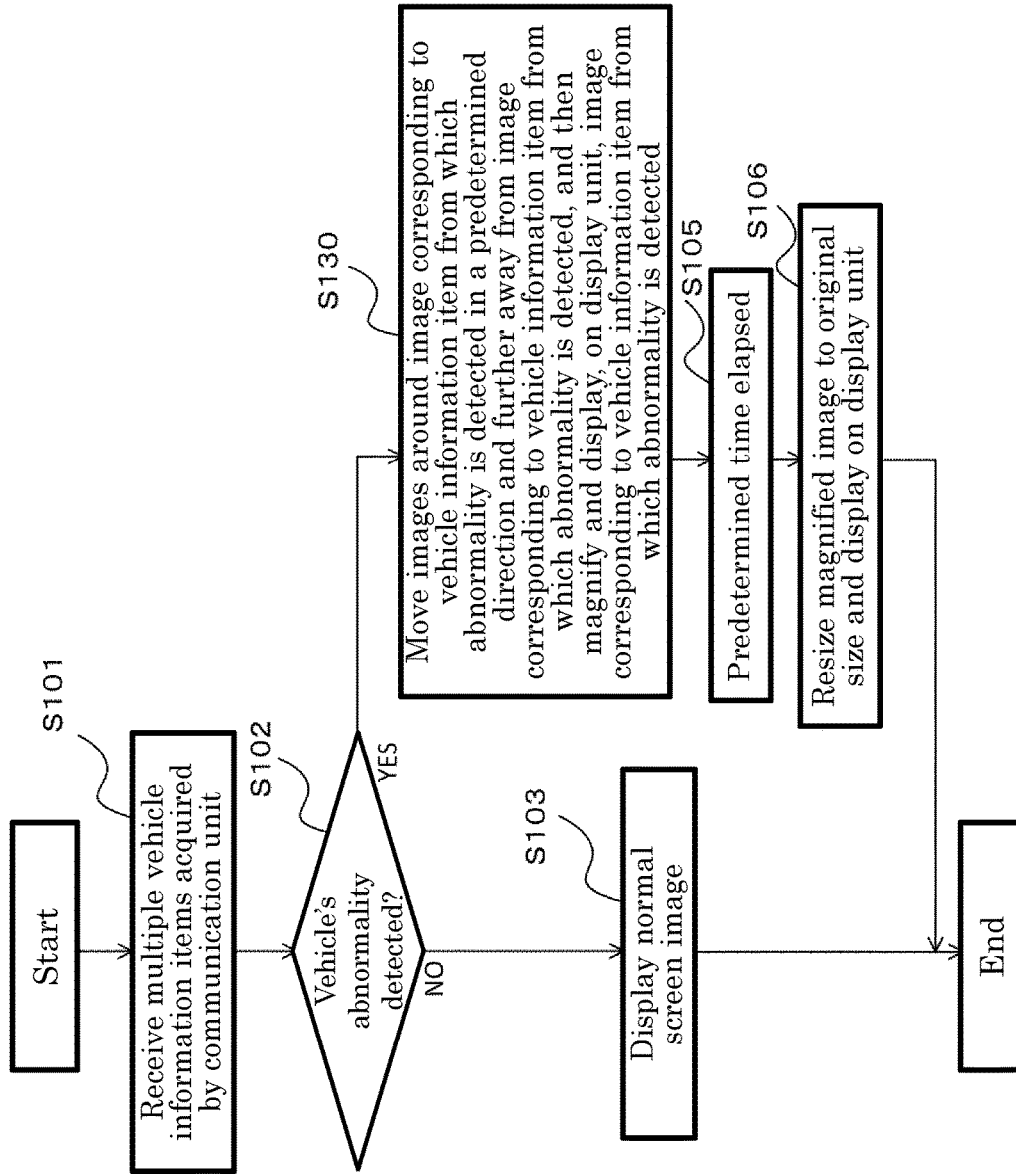 Start
S101
Receive multiple vehicle
information items acquired
by communication unit
S102
Vehicle's
abnormality
detected?
YES
NO
S130
Move images around image corresponding to
vehicle information item from which
abnormality is detected in a predetermined
direction and further away from image
corresponding to vehicle information item from
which abnormality is detected, and then
magnify and display, on display unit, image
corresponding to vehicle information item from
which abnormality is detected
S103
Display normal
screen image
S105
Predetermined time elapsed
S106
Resize magnified image to original
size and display on display unit
End